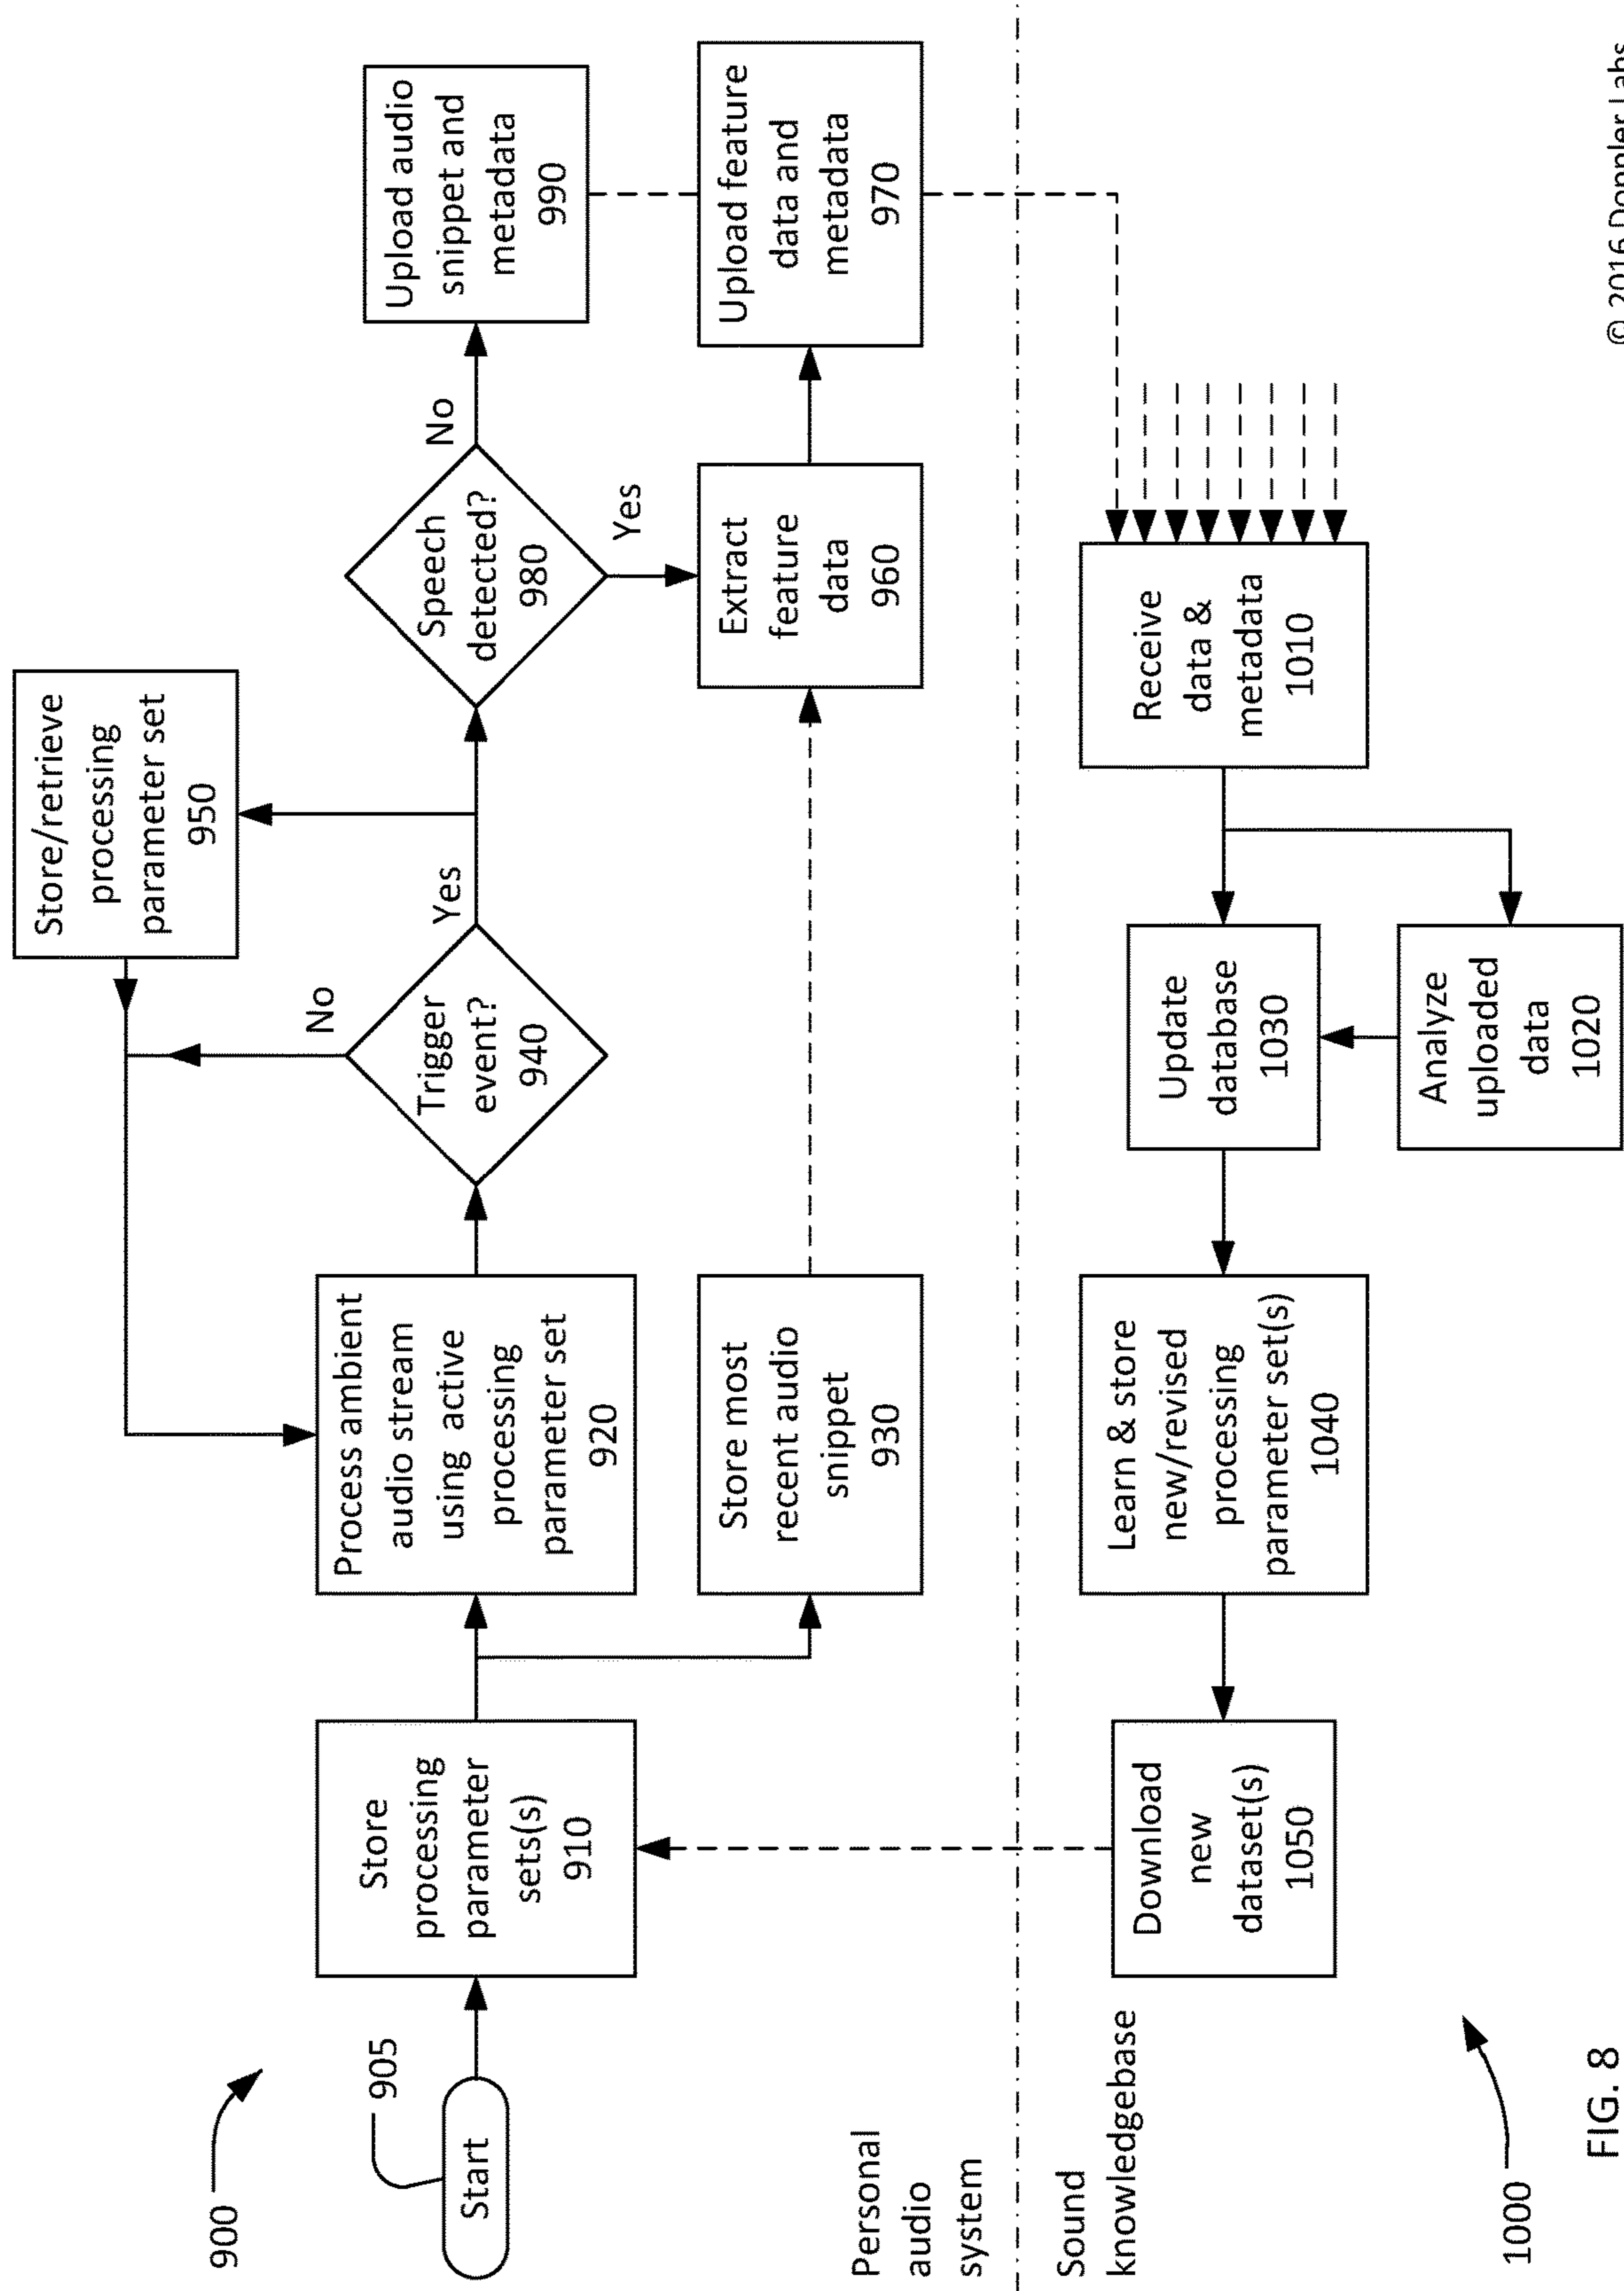 900
905
Start
Store
processing
parameter
sets(s)
910
Process ambient
audio stream
using active
processing
parameter set
920
Store most
recent audio
snippet
930
Trigger
event?
940
No
Yes
Store/retrieve
processing
parameter set
950
Speech
detected?
980
No
Yes
Extract
feature
data
960
Upload audio
snippet and
metadata
990
Upload feature
data and
metadata
970
Personal
audio
system
Sound
knowledgebase
Receive
data &
metadata
1010
Update
database
1030
Analyze
uploaded
data
1020
Learn & store
new/revised
processing
parameter set(s)
1040
Download
new
dataset(s)
1050
1000
FIG. 8
© 2016 Doppler Labs